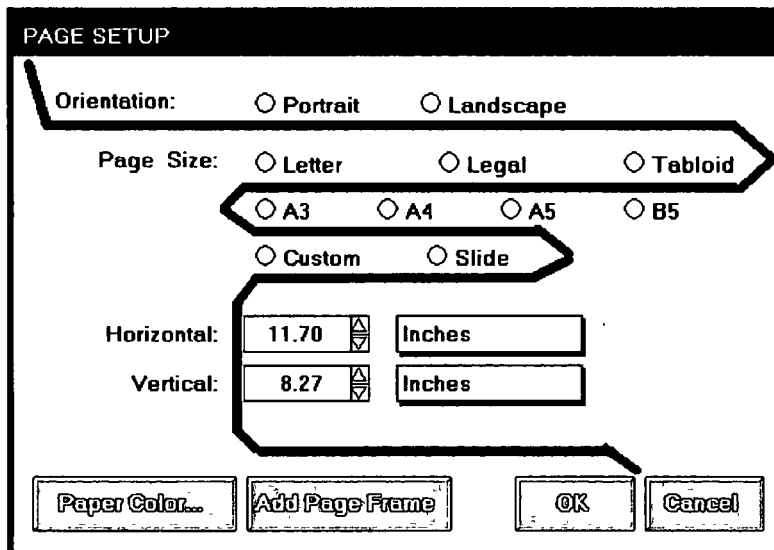 PAGE SETUP
Orientation: Portrait Landscape
Page Size: Letter Legal Tabloid
A3 A4 A5 B5
Custom Slide
Horizontal: 11.70 Inches
Vertical: 8.27 Inches
Paper Color... Add Page Frame OK Cancel